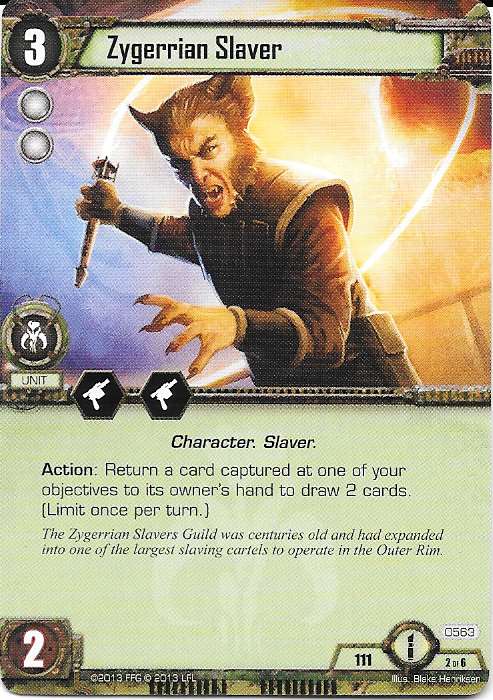 3
Zygerrian Slaver
UNIT
Character. Slaver.
Action: Return a card captured at one of your
objectives to its owner's hand to draw 2 cards.
(Limit once per turn.)
The Zygerrian Slavers Guild was centuries old and had expanded
into one of the largest slaving cartels to operate in the Outer Rim.
2
0563
111
2 OF 6
©2013 FFG © 2013 LFL
Illus. Blake Henriksen